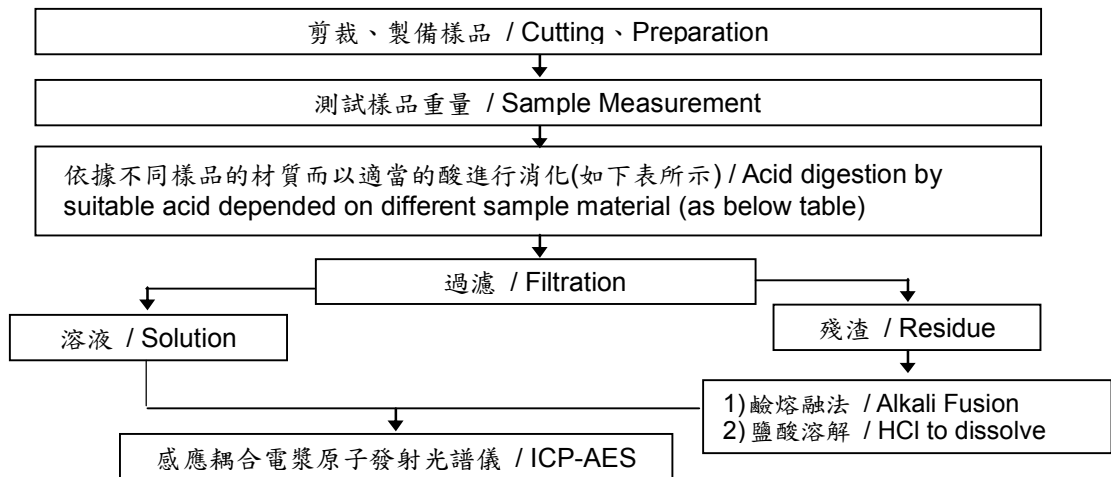 剪裁、製備樣品 / Cutting、Preparation
測試樣品重量 / Sample Measurement
依據不同樣品的材質而以適當的酸進行消化(如下表所示) / Acid digestion by
suitable acid depended on different sample material (as below table)
過濾 / Filtration
溶液 / Solution
殘渣 / Residue
1)鹼熔融法 / Alkali Fusion
2)鹽酸溶解 / HCl to dissolve
感應耦合電漿原子發射光譜儀 / ICP-AES